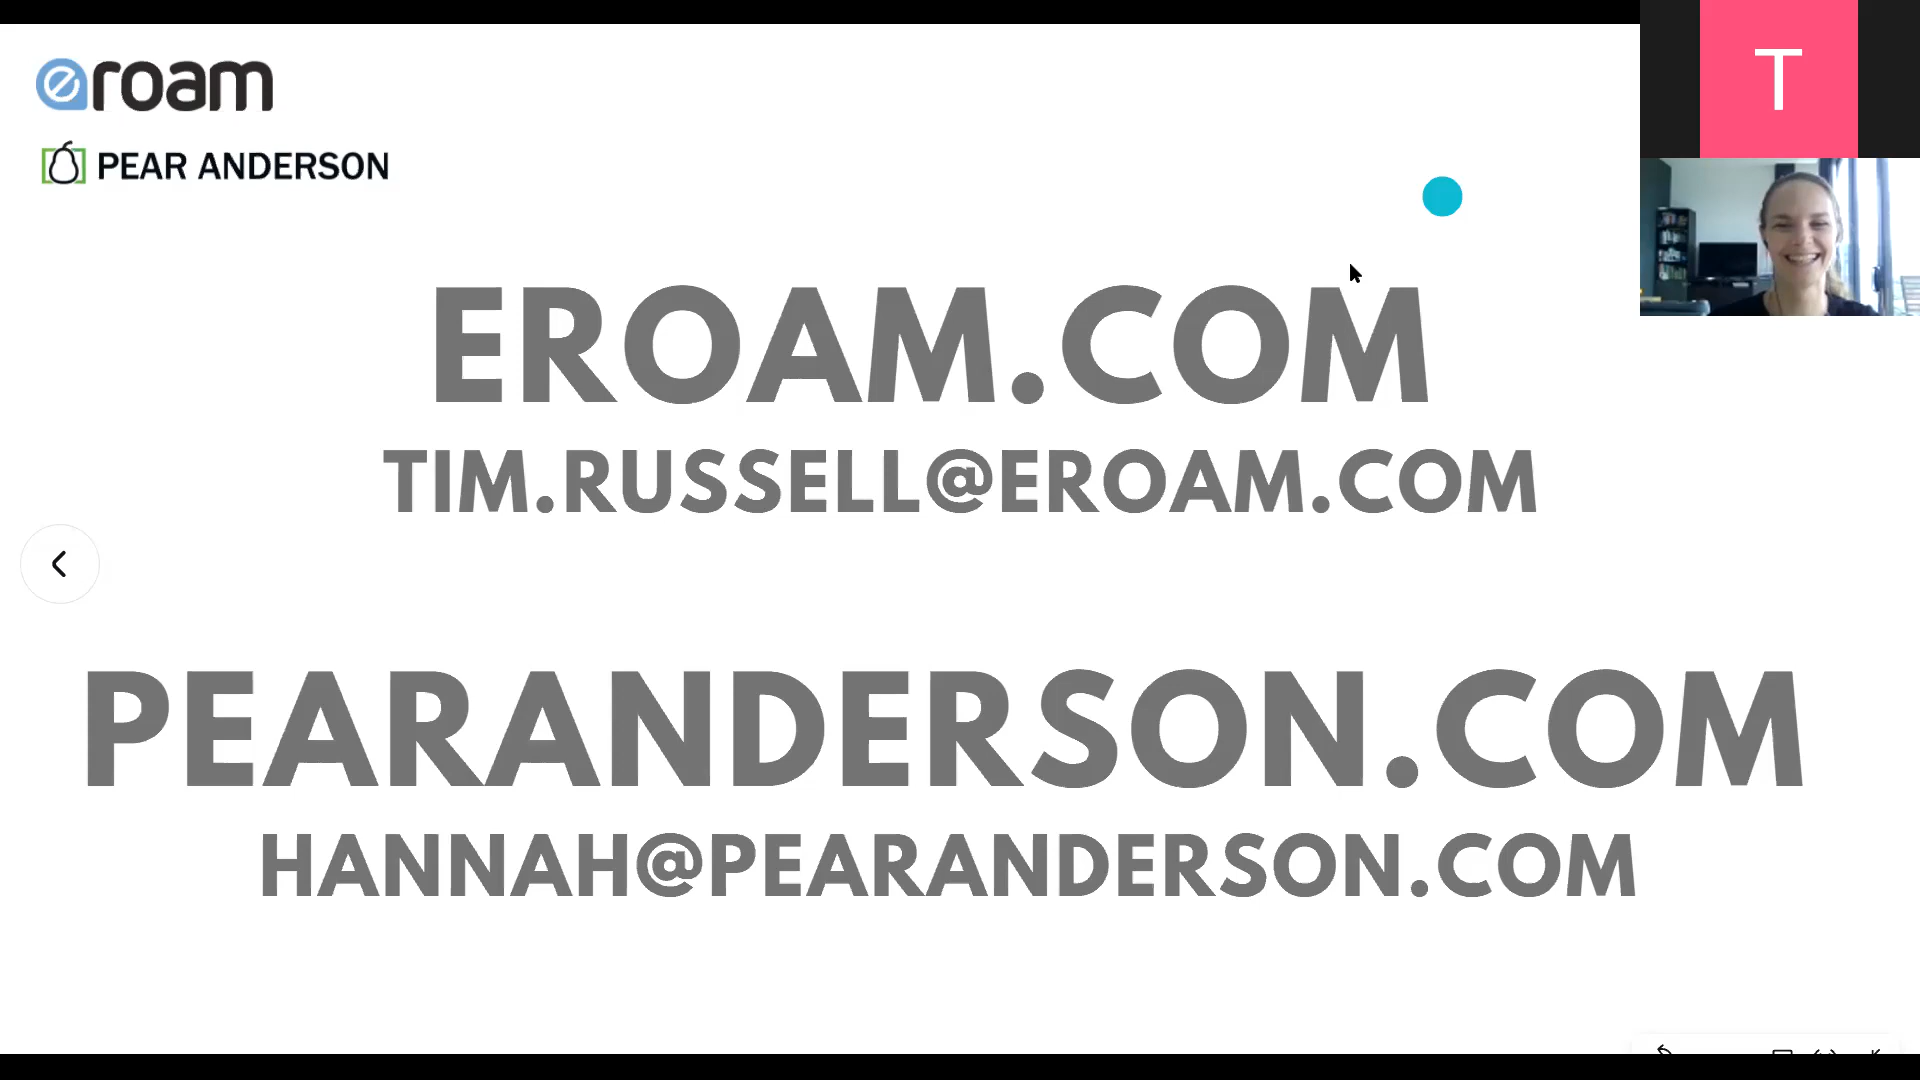 eroam
PEAR ANDERSON
T
EROAM.COM
TIM.RUSSELL@EROAM.COM
PEARANDERSON.COM
HANNAH@PEARANDERSON.COM